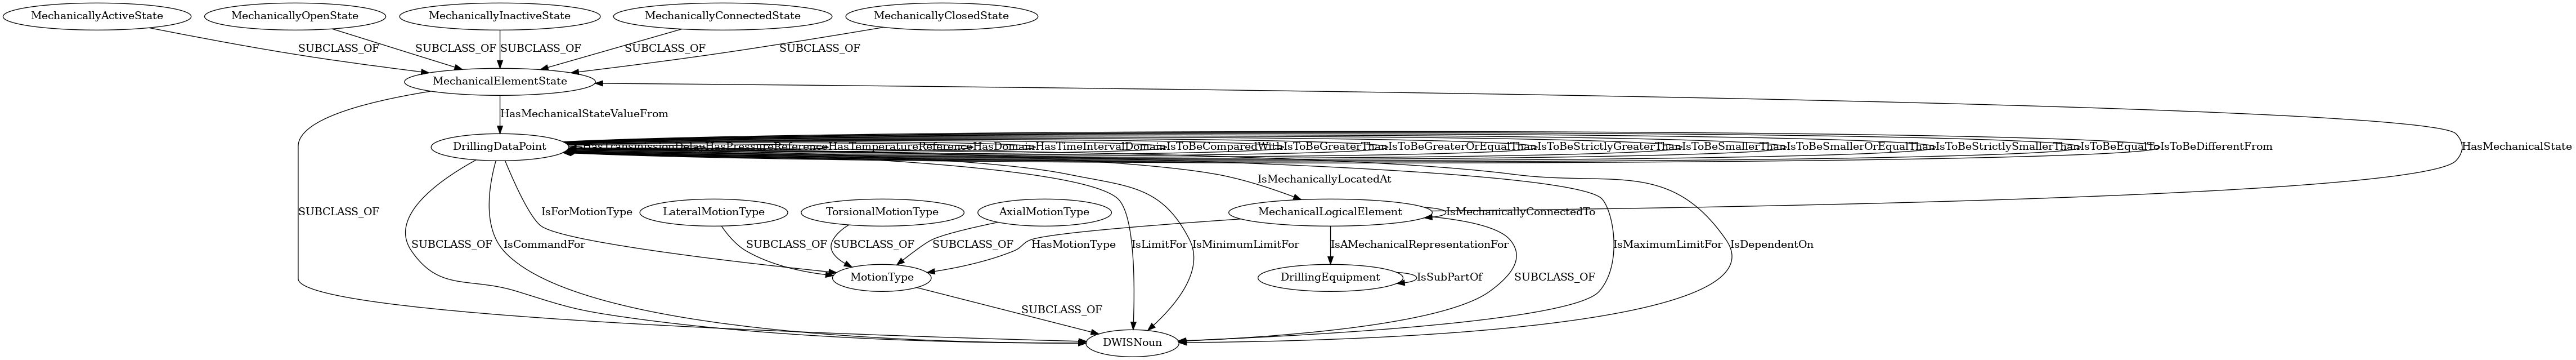 MechanicallyActiveState
MechanicallyOpenState
MechanicallyInactiveState
MechanicallyConnectedState
MechanicallyClosedState
SUBCLASS_OF
SUBCLASS_OF
SUBCLASS_OF
SUBCLASS_OF
SUBCLASS_OF
MechanicalElementState
HasMechanicalStateValueFrom
DrillingDataPoint
HasTransmissionDelay
HasPressureReference
HasTemperatureReference
HasDomain
HasTimeIntervalDomain
IsToBeComparedWith
IsToBeGreaterThan
IsToBeGreaterOrEqualThan
IsToBeStrictlyGreaterThan
IsToBeSmallerThan
IsToBeSmallerOrEqualThan
IsToBeStrictlySmallerThan
IsToBeEqualTo
IsToBeDifferentFrom
HasMechanicalState
IsMechanicallyLocatedAt
SUBCLASS_OF
IsForMotionType
LateralMotionType
TorsionalMotionType
AxialMotionType
MechanicalLogicalElement
IsMechanicallyConnectedTo
SUBCLASS_OF
IsCommandFor
SUBCLASS_OF
SUBCLASS_OF
SUBCLASS_OF
HasMotionType
IsLimitFor
IsMinimumLimitFor
IsAMechanicalRepresentationFor
IsMaximumLimitFor
IsDependentOn
MotionType
DrillingEquipment
IsSubPartOf
SUBCLASS_OF
SUBCLASS_OF
DWISNoun